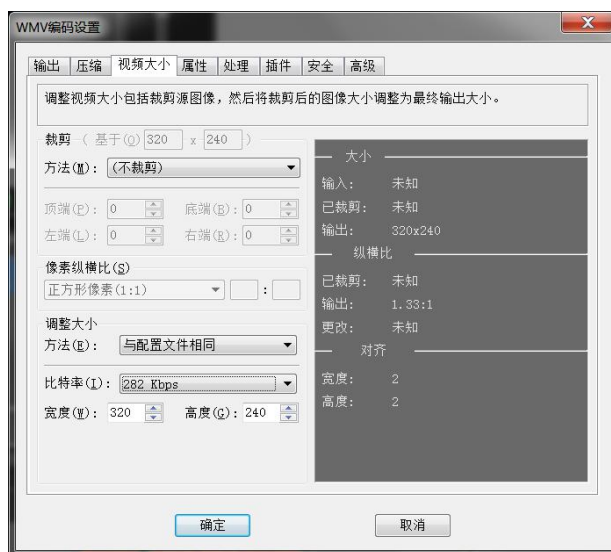 WMV编码设置
输出 压缩 视频大小 属性 处理 插件 安全 高级
调整视频大小包括裁剪源图像，然后将裁剪后的图像大小调整为最终输出大小。
裁剪 ( 基于(O) 320 x 240 )
方法(M): (不裁剪)
顶端(P): 0 底端(B): 0
左端(L): 0 右端(R): 0
像素纵横比(S)
正方形像素(1:1) :
调整大小
方法(E): 与配置文件相同
比特率(I): 282 Kbps
宽度(W): 320 高度(G): 240
大小
输入: 未知
已裁剪: 未知
输出: 320x240
纵横比
已裁剪: 未知
输出: 1.33:1
更改: 未知
对齐
宽度: 2
高度: 2
确定 取消